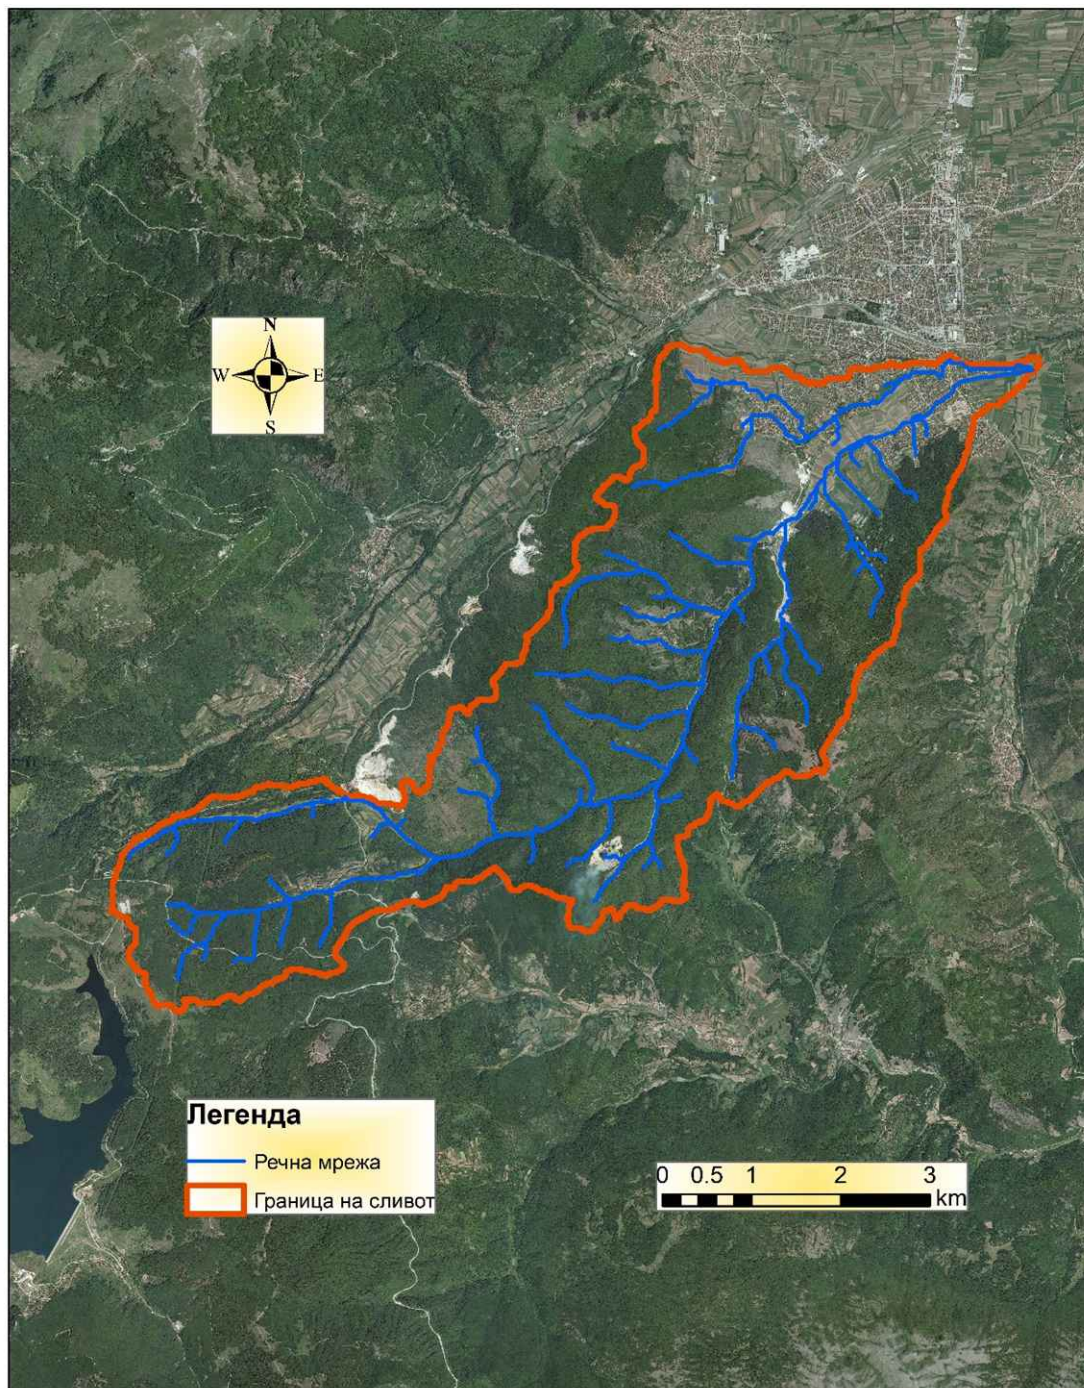 N
W E
S
Легенда
Речна мрежа
Граница на сливот
0 0.5 1 2 3
km